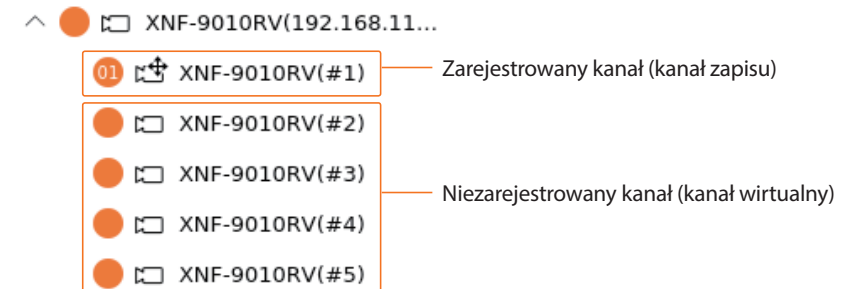 XNF-9010RV(192.168.11...
01 XNF-9010RV(#1) Zarejestrowany kanał (kanał zapisu)
XNF-9010RV(#2)
XNF-9010RV(#3)
Niezarejestrowany kanał (kanał wirtualny)
XNF-9010RV(#4)
XNF-9010RV(#5)